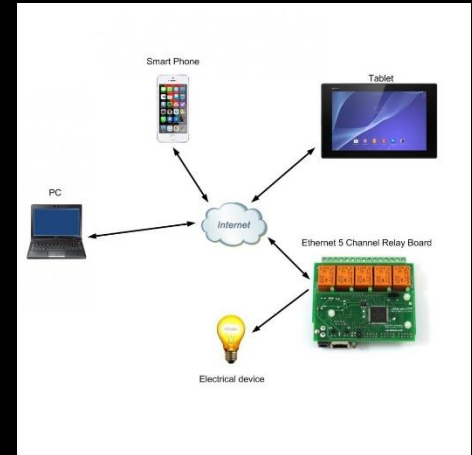 Smart Phone
Tablet
PC
Internet
Ethernet 5 Channel Relay Board
Electrical device